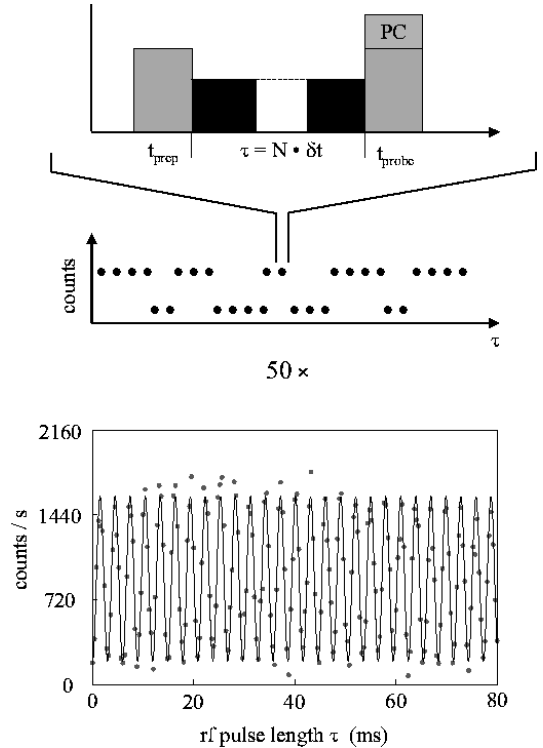 PC
t_prep τ = N • δt t_probe
counts
τ
50 ×
2160
1440
720
0
counts / s
0 20 40 60 80
rf pulse length τ (ms)